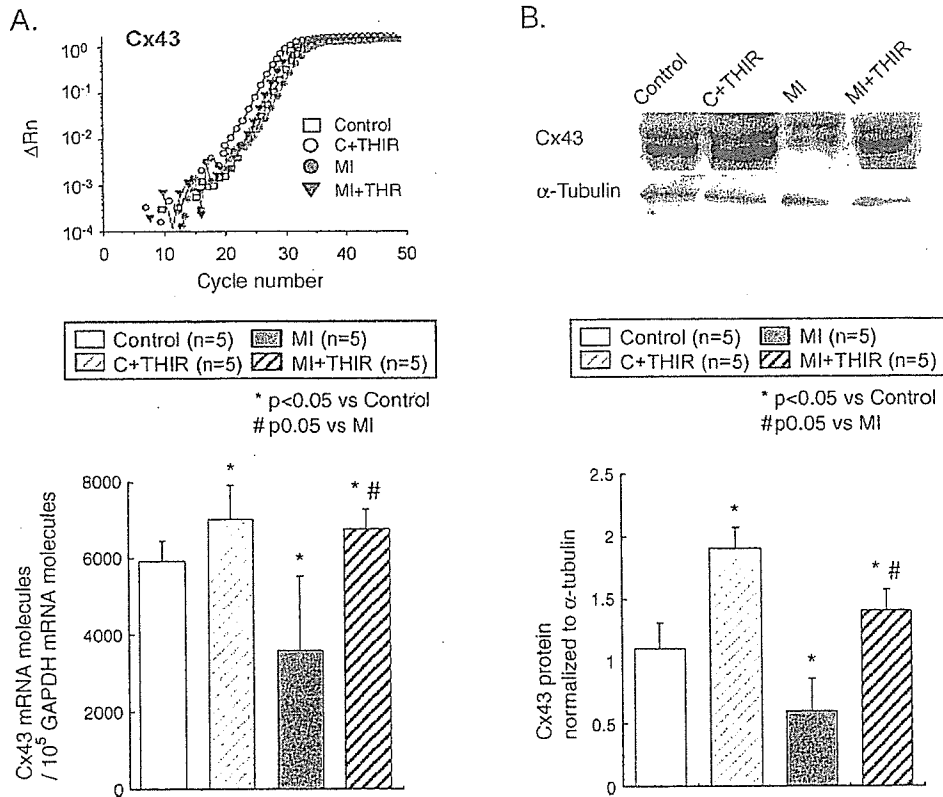 A.
Cx43
10⁰
10⁻¹
10⁻²
10⁻³
10⁻⁴
ΔRn
Control
C+THIR
MI
MI+THR
0 10 20 30 40 50
Cycle number
Control (n=5) MI (n=5)
C+THIR (n=5) MI+THIR (n=5)
* p<0.05 vs Control
# p0.05 vs MI
8000
6000
4000
2000
0
Cx43 mRNA molecules
/ 10⁵ GAPDH mRNA molecules
*
*
* #
B.
Control C+THIR MI MI+THIR
Cx43
α-Tubulin
Control (n=5) MI (n=5)
C+THIR (n=5) MI+THIR (n=5)
* p<0.05 vs Control
# p0.05 vs MI
2.5
2
1.5
1
0.5
0
Cx43 protein
normalized to α-tubulin
*
*
* #